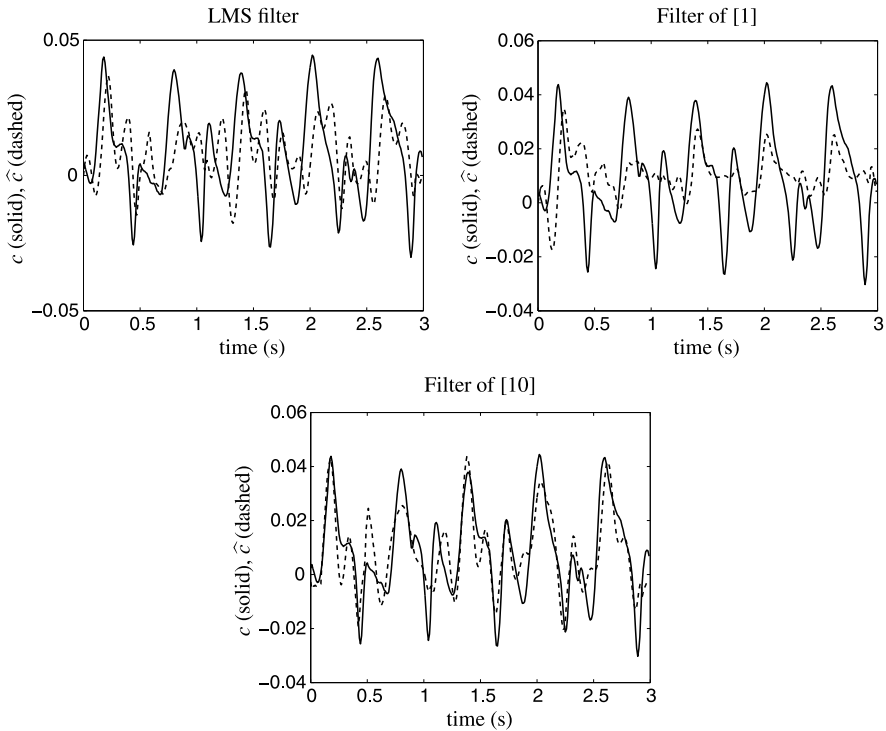 LMS filter
0.05
0
−0.05
c (solid), ĉ (dashed)
0 0.5 1 1.5 2 2.5 3
time (s)
Filter of [1]
0.06
0.04
0.02
0
−0.02
−0.04
c (solid), ĉ (dashed)
0 0.5 1 1.5 2 2.5 3
time (s)
Filter of [10]
0.06
0.04
0.02
0
−0.02
−0.04
c (solid), ĉ (dashed)
0 0.5 1 1.5 2 2.5 3
time (s)